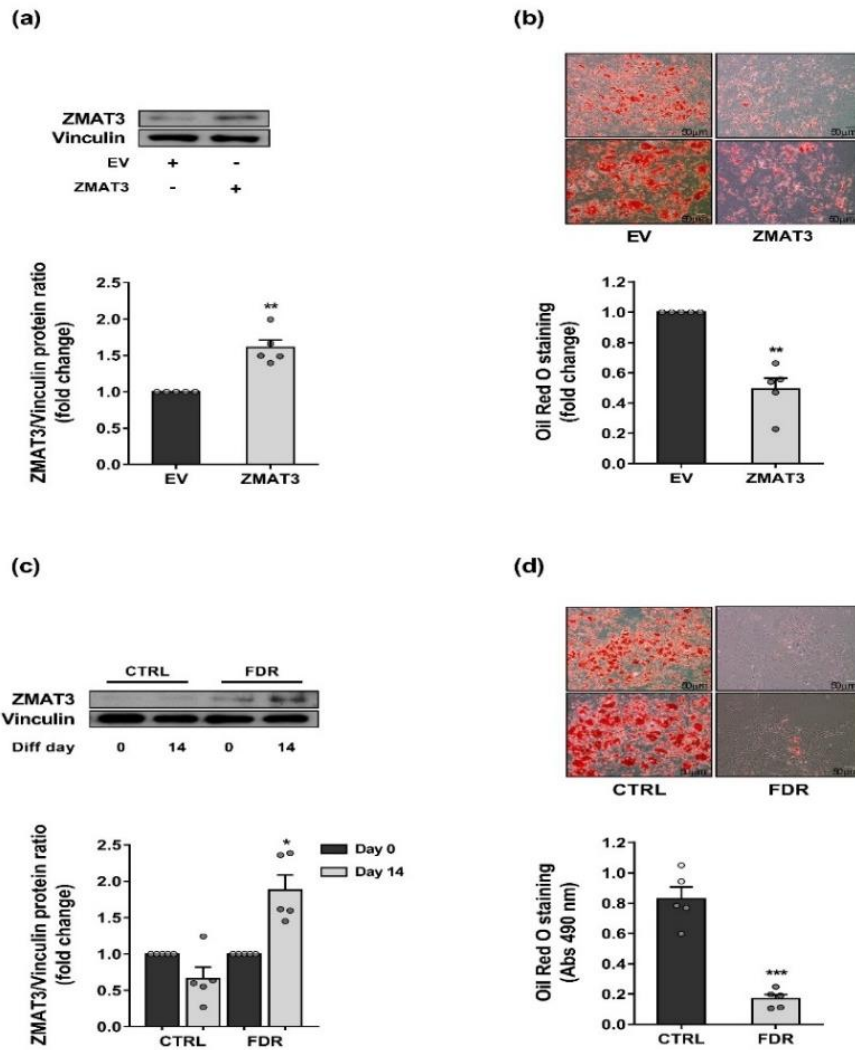 (a)
ZMAT3
Vinculin
EV + -
ZMAT3 - +
ZMAT3/Vinculin protein ratio
(fold change)
2.5
2.0
1.5
1.0
0.5
0.0
**
EV ZMAT3
(b)
50µm 50µm
50µm 50µm
EV ZMAT3
Oil Red O staining
(fold change)
1.2
1.0
0.8
0.6
0.4
0.2
0.0
**
EV ZMAT3
(c)
CTRL FDR
ZMAT3
Vinculin
Diff day 0 14 0 14
ZMAT3/Vinculin protein ratio
(fold change)
2.5
2.0
1.5
1.0
0.5
0.0
*
Day 0
Day 14
CTRL FDR
(d)
50µm 50µm
50µm 50µm
CTRL FDR
Oil Red O staining
(Abs 490 nm)
1.2
1.0
0.8
0.6
0.4
0.2
0.0
***
CTRL FDR